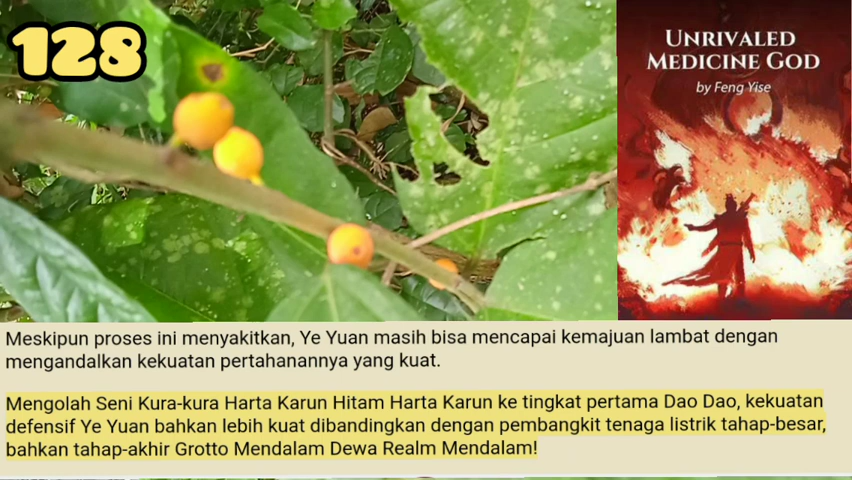 128
UNRIVALED
MEDICINE GOD
by Feng Yise
Meskipun proses ini menyakitkan, Ye Yuan masih bisa mencapai kemajuan lambat dengan
mengandalkan kekuatan pertahanannya yang kuat.
Mengolah Seni Kura-kura Harta Karun Hitam Harta Karun ke tingkat pertama Dao Dao, kekuatan
defensif Ye Yuan bahkan lebih kuat dibandingkan dengan pembangkit tenaga listrik tahap-besar,
bahkan tahap-akhir Grotto Mendalam Dewa Realm Mendalam!